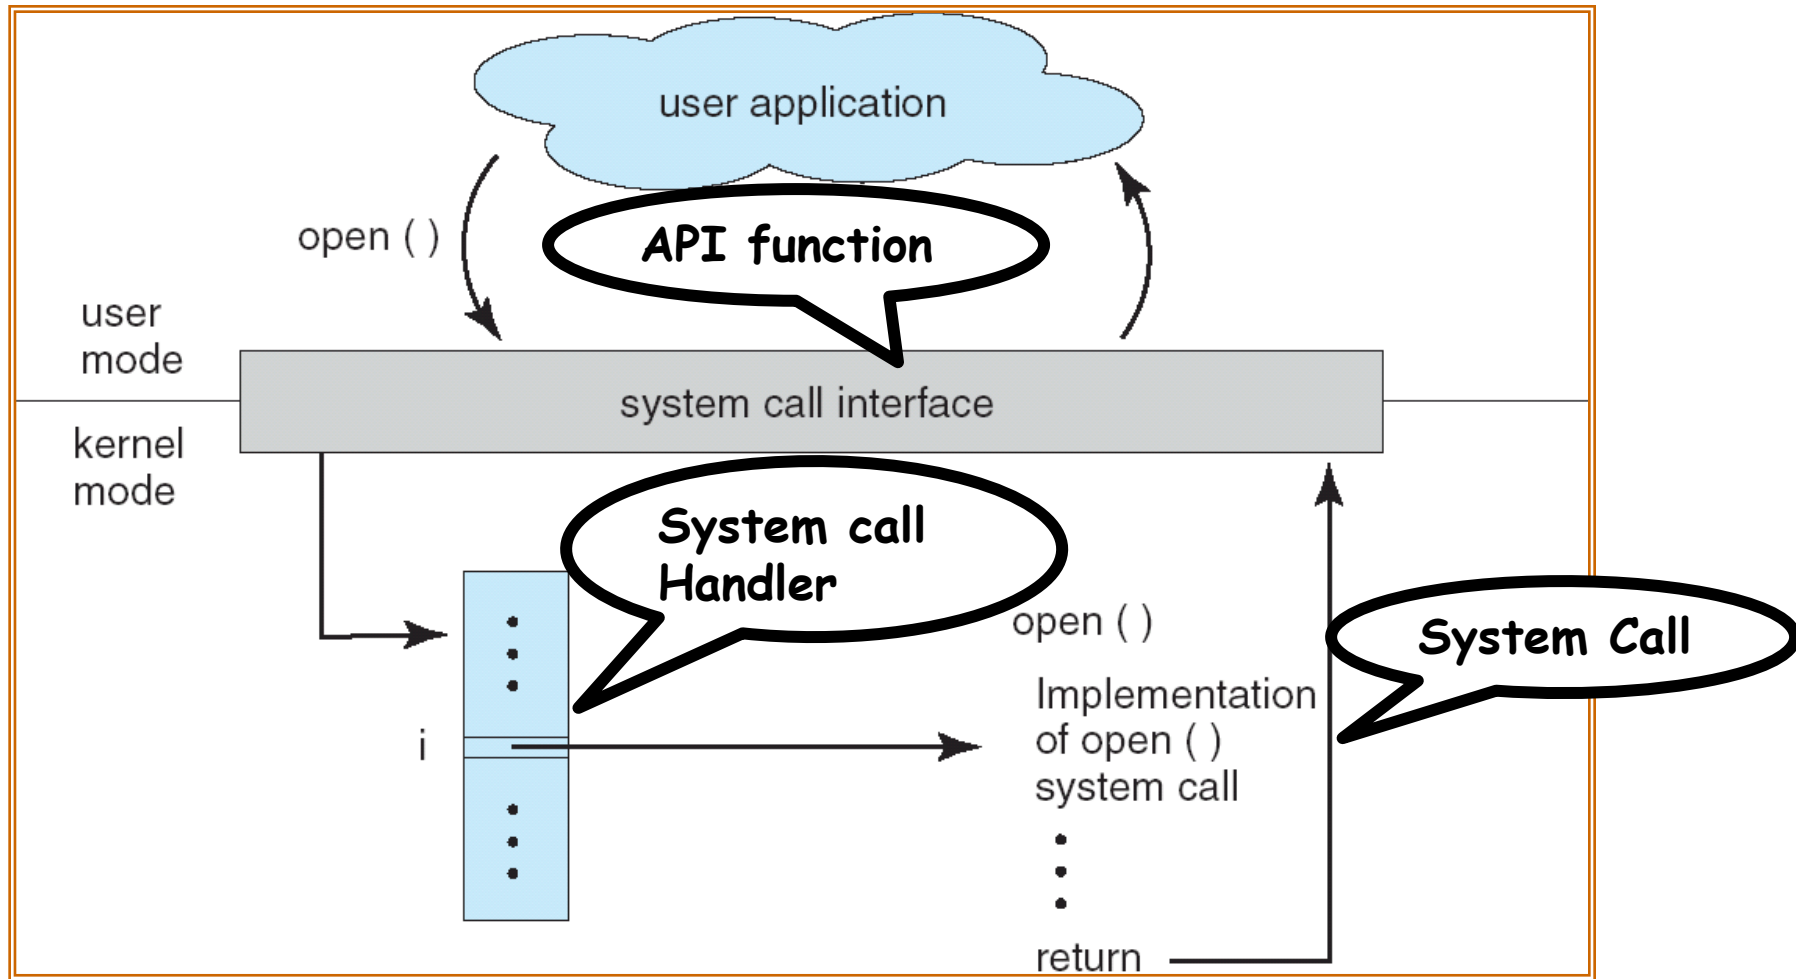 user application
open ( )
API function
user
mode
system call interface
kernel
mode
System call
Handler
open ( )
System Call
Implementation
of open ( )
system call
i
return